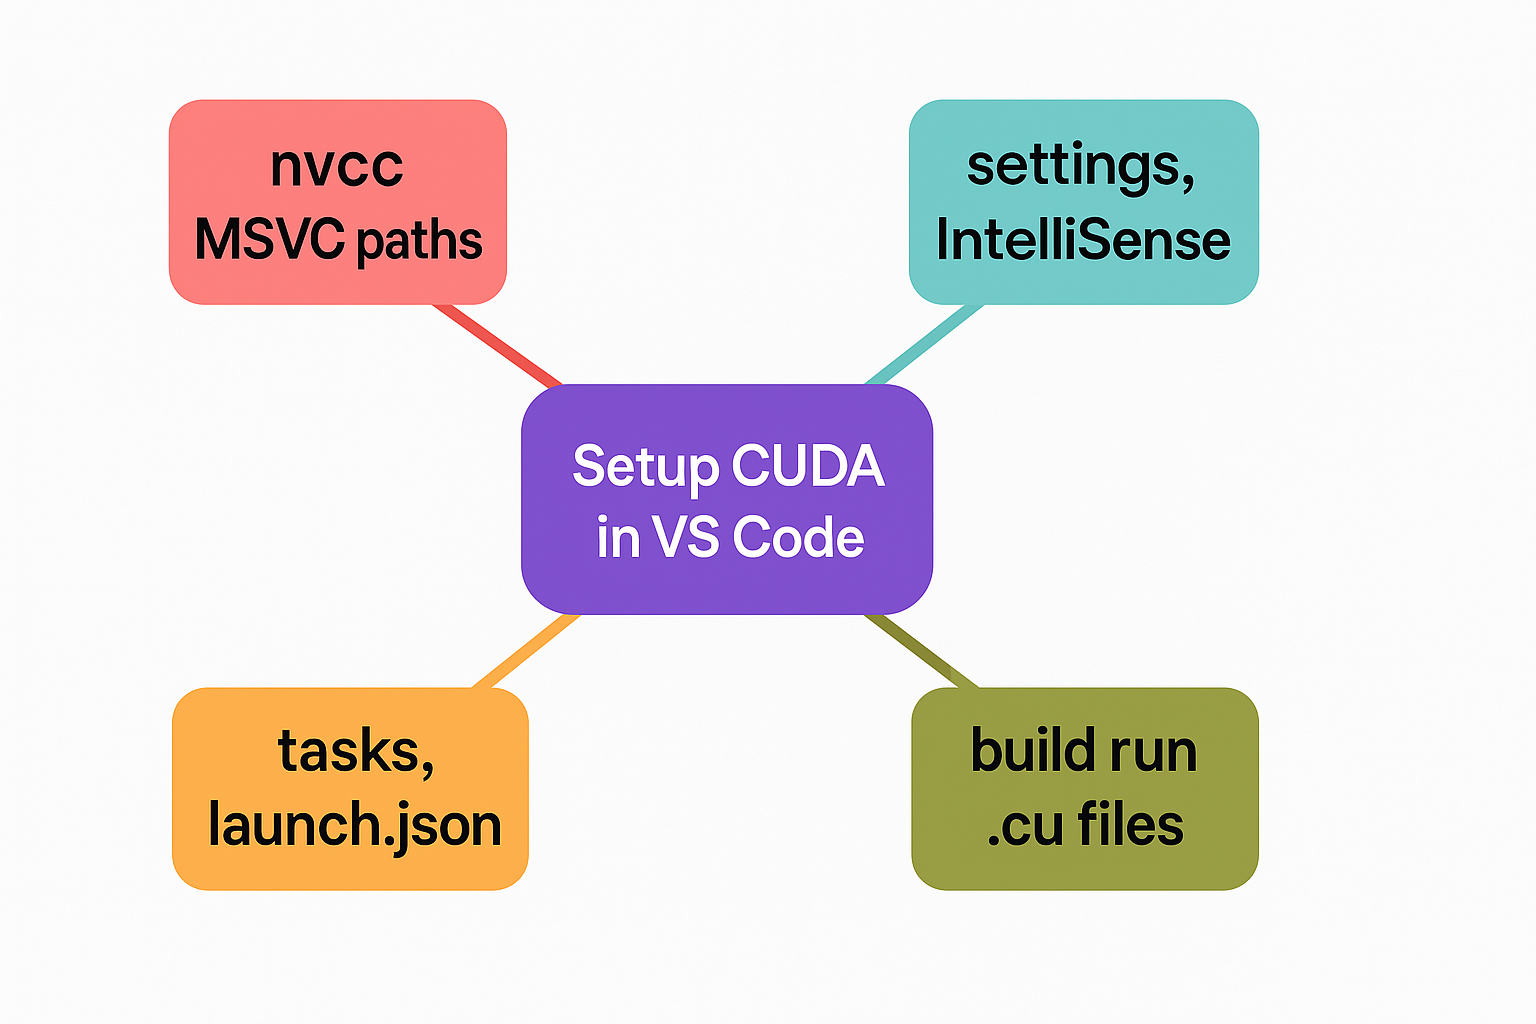 nvcc
MSVC paths
settings,
IntelliSense
Setup CUDA
in VS Code
tasks,
launch.json
build run
.cu files